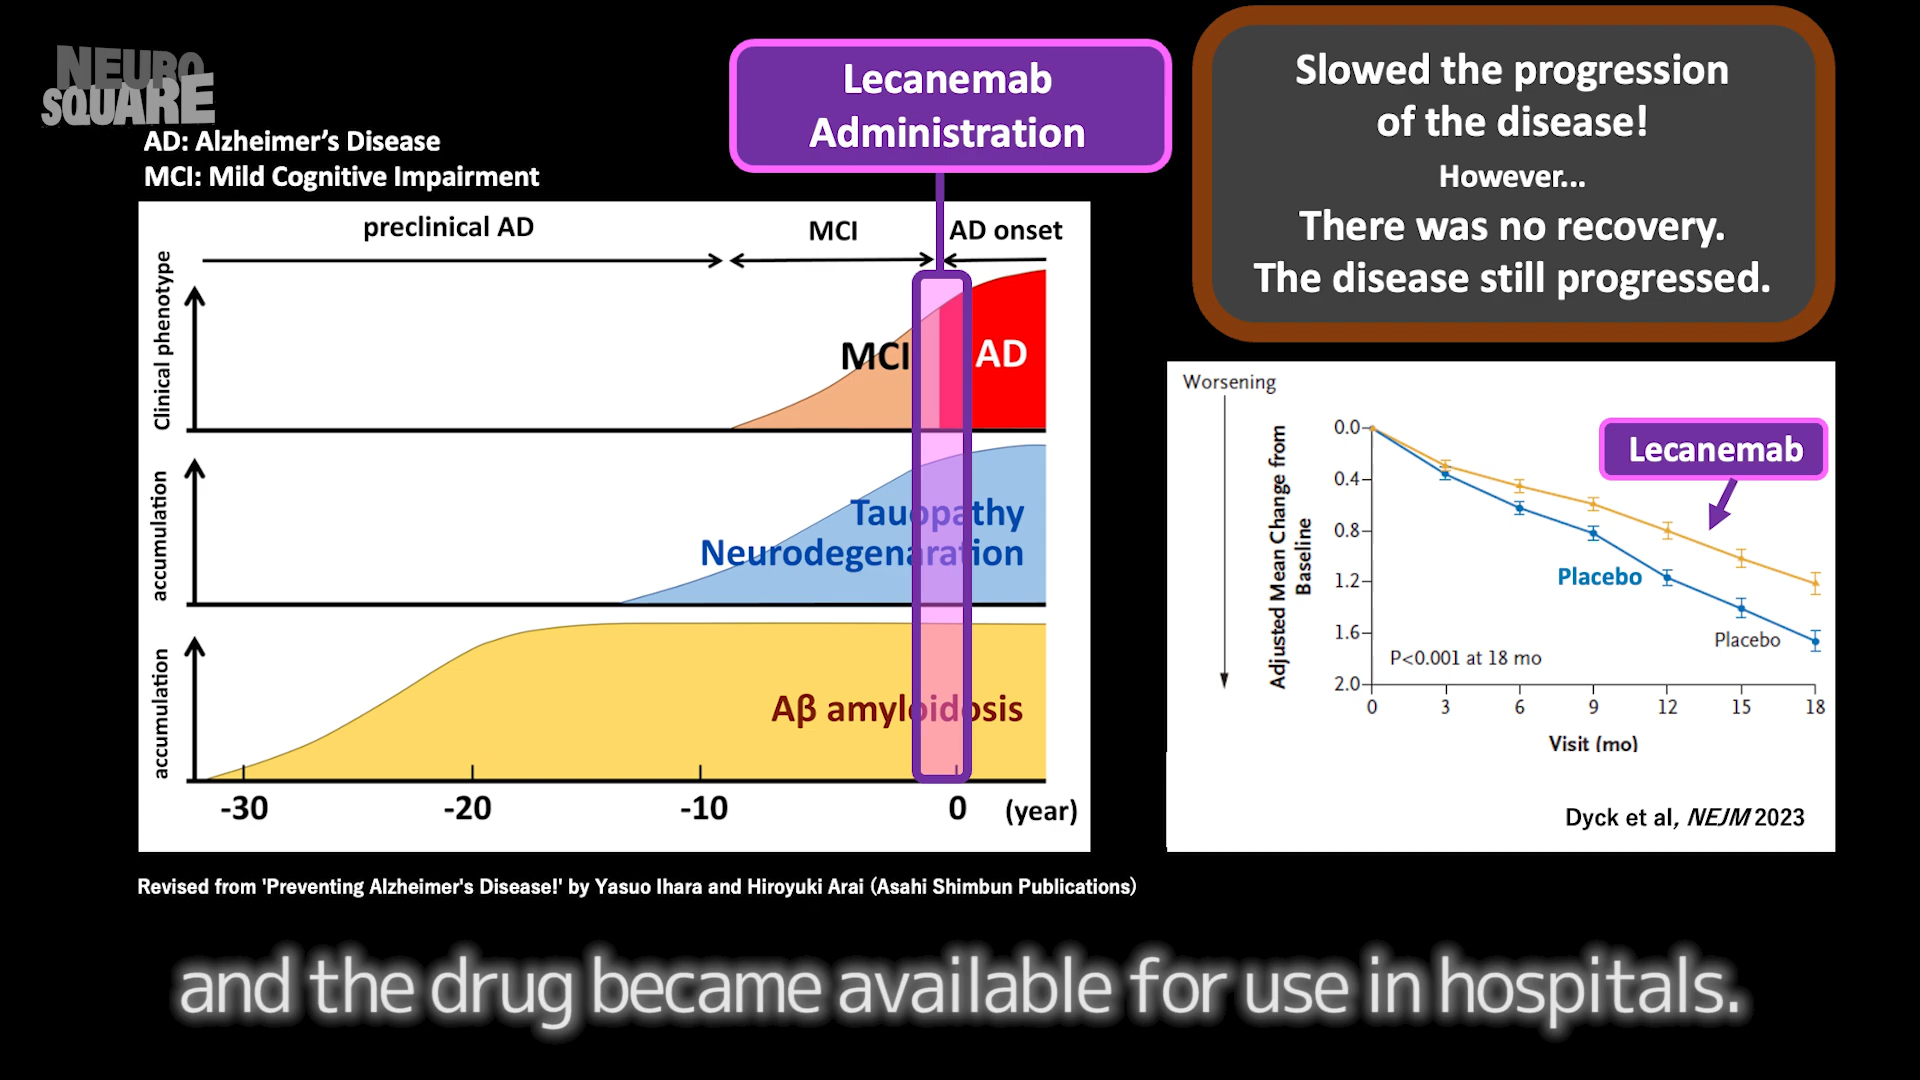 NEURO
SQUARE
AD: Alzheimer's Disease
MCI: Mild Cognitive Impairment
Lecanemab
Administration
Slowed the progression
of the disease!
However...
There was no recovery.
The disease still progressed.
preclinical AD
MCI
AD onset
Clinical phenotype
MCI
AD
accumulation
Tauopathy
Neurodegenaration
accumulation
Aβ amyloidosis
-30
-20
-10
0
(year)
Worsening
Adjusted Mean Change from
Baseline
0.0
0.4
0.8
1.2
1.6
2.0
Lecanemab
Placebo
Placebo
P<0.001 at 18 mo
0
3
6
9
12
15
18
Visit (mo)
Dyck et al, NEJM 2023
Revised from 'Preventing Alzheimer's Disease!' by Yasuo Ihara and Hiroyuki Arai (Asahi Shimbun Publications)
and the drug became available for use in hospitals.